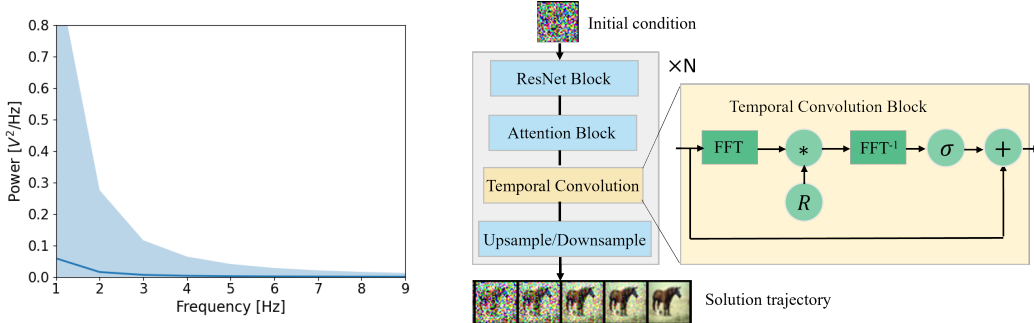 0.8
0.7
0.6
0.5
0.4
0.3
0.2
0.1
0.0
Power [V²/Hz]
1 2 3 4 5 6 7 8 9
Frequency [Hz]
Initial condition
×N
ResNet Block
Attention Block
Temporal Convolution
Upsample/Downsample
Solution trajectory
Temporal Convolution Block
FFT * FFT⁻¹ σ +
R